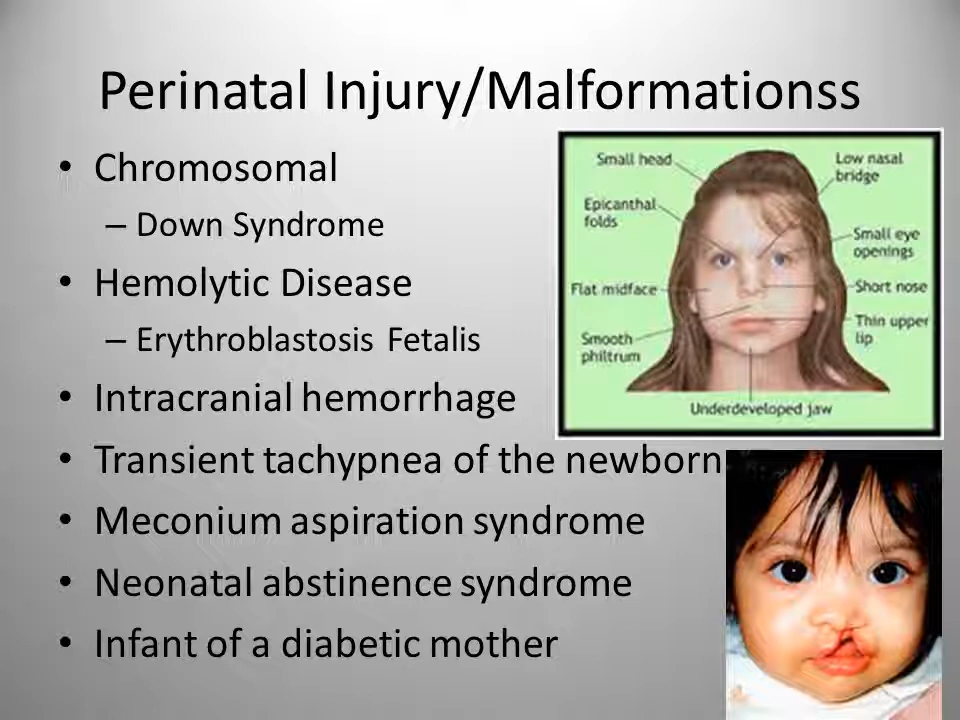 Perinatal Injury/Malformationss
• Chromosomal
– Down Syndrome
• Hemolytic Disease
– Erythroblastosis Fetalis
• Intracranial hemorrhage
• Transient tachypnea of the newborn
• Meconium aspiration syndrome
• Neonatal abstinence syndrome
• Infant of a diabetic mother
Small head
Epicanthal
folds
Flat midface
Smooth
philtrum
Low nasal
bridge
Small eye
openings
Short nose
Thin upper
lip
Underdeveloped jaw